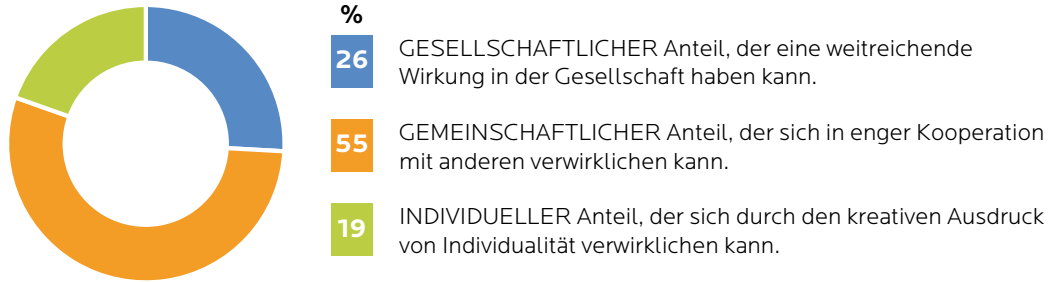 %
26
GESELLSCHAFTLICHER Anteil, der eine weitreichende
Wirkung in der Gesellschaft haben kann.
55
GEMEINSCHAFTLICHER Anteil, der sich in enger Kooperation
mit anderen verwirklichen kann.
19
INDIVIDUELLER Anteil, der sich durch den kreativen Ausdruck
von Individualität verwirklichen kann.